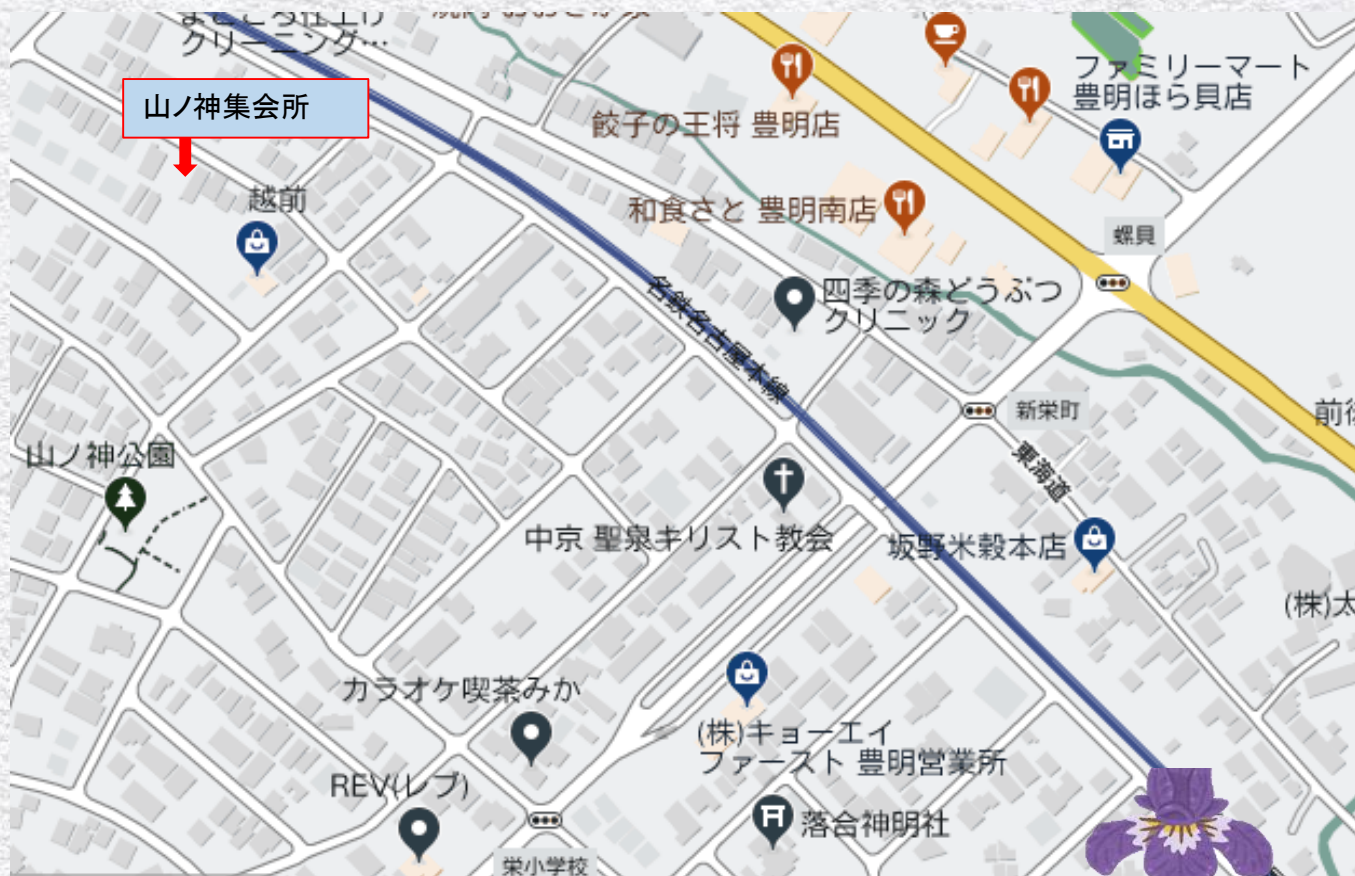 クリーニング…
山ノ神集会所
ファミリーマート
豊明ほら貝店
餃子の王将 豊明店
越前
和食さと 豊明南店
螺貝
四季の森どうぶつ
クリニック
名鉄名古屋本線
新栄町
山ノ神公園
東海道
中京 聖泉キリスト教会
坂野米穀本店
(株)太
カラオケ喫茶みか
(株)キョーエイ
ファースト 豊明営業所
REV(レブ)
落合神明社
栄小学校